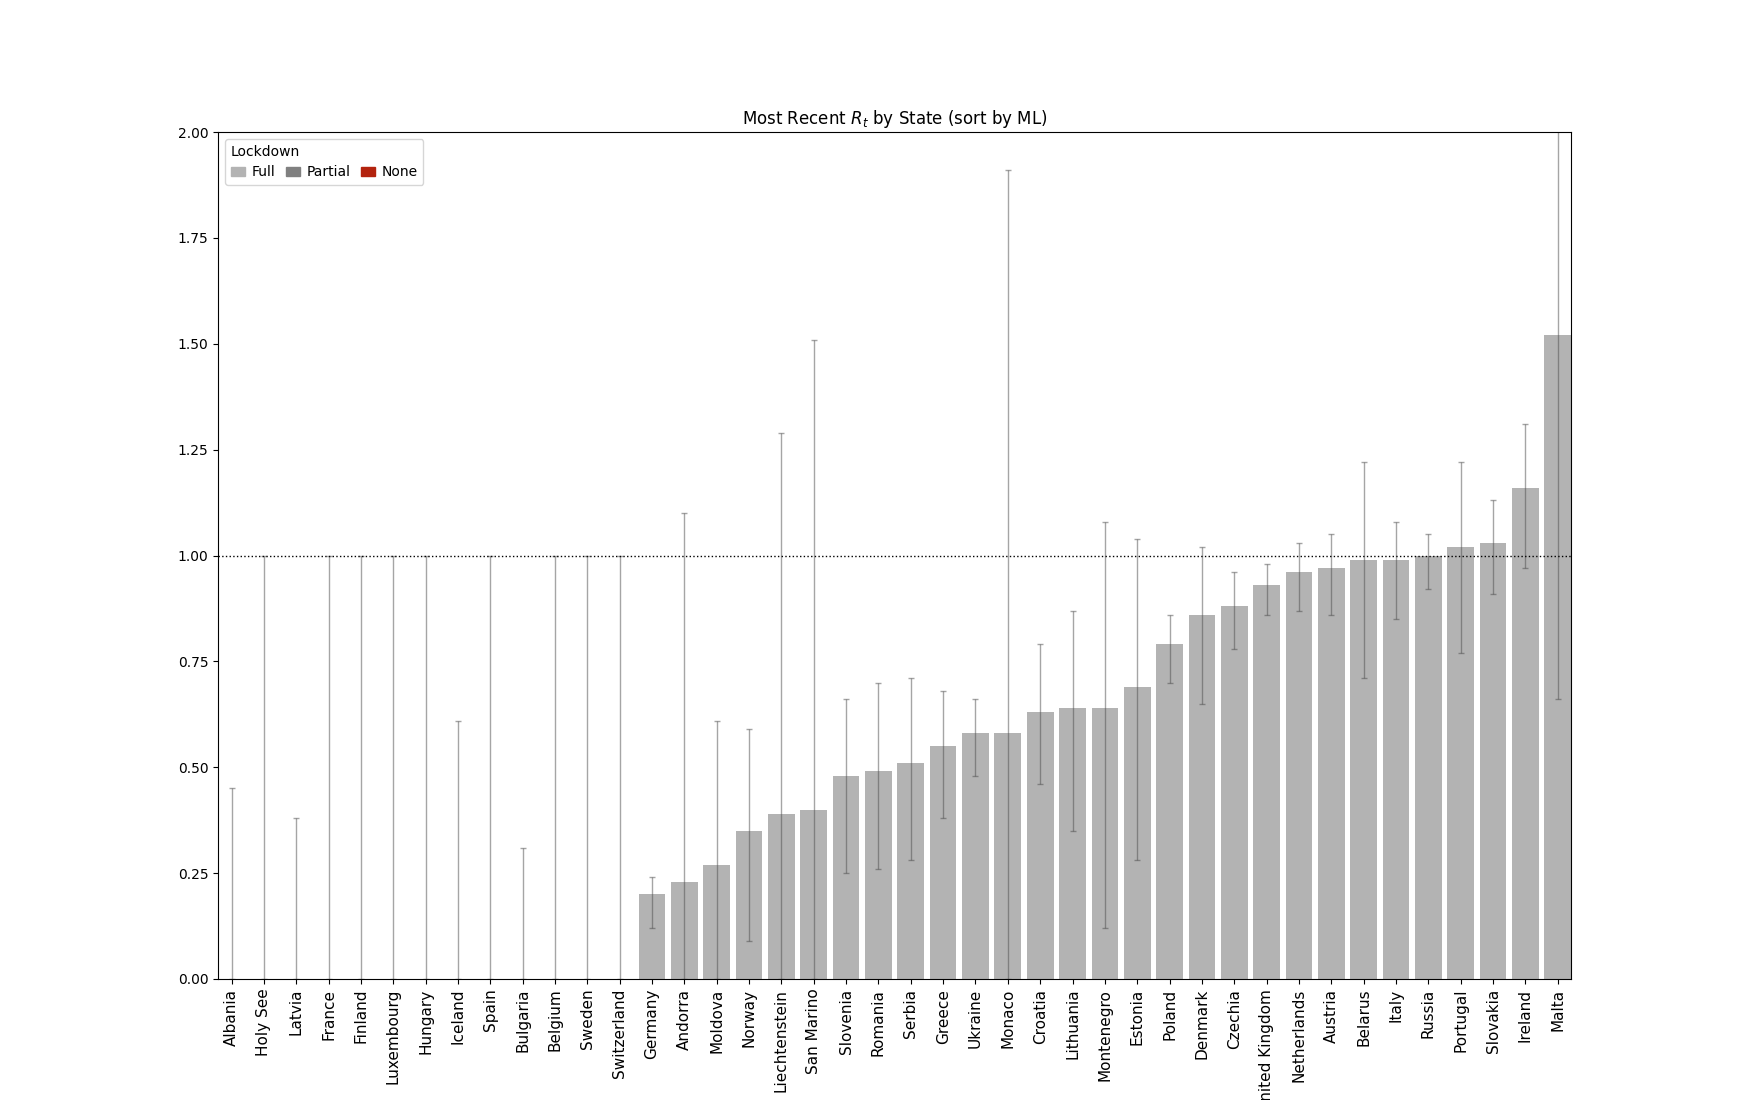 Most Recent R_t by State (sort by ML)
2.00
Lockdown
Full Partial None
1.75
1.50
1.25
1.00
0.75
0.50
0.25
0.00
Albania
Holy See
Latvia
France
Finland
Luxembourg
Hungary
Iceland
Spain
Bulgaria
Belgium
Sweden
Switzerland
Germany
Andorra
Moldova
Norway
Liechtenstein
San Marino
Slovenia
Romania
Serbia
Greece
Ukraine
Monaco
Croatia
Lithuania
Montenegro
Estonia
Poland
Denmark
Czechia
nited Kingdom
Netherlands
Austria
Belarus
Italy
Russia
Portugal
Slovakia
Ireland
Malta